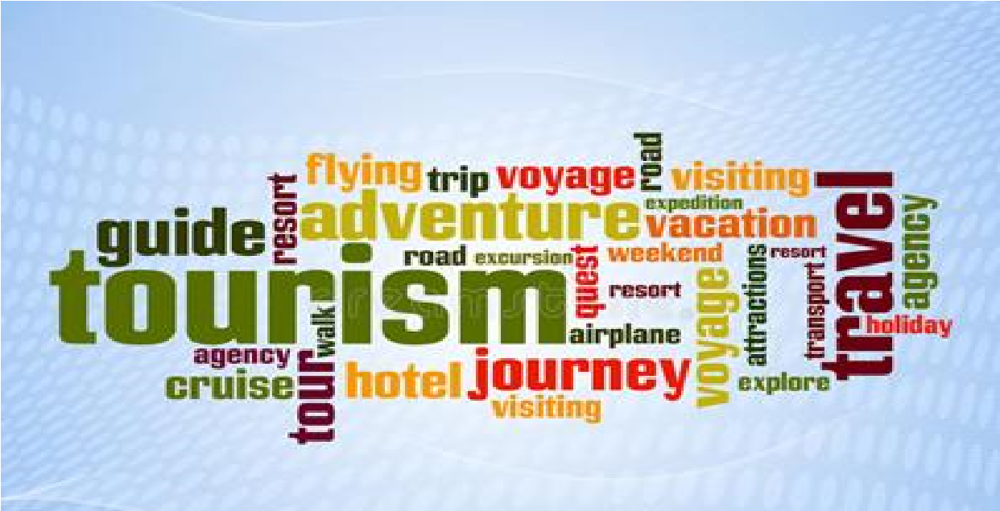 road
flying trip voyage visiting
travel
resort
adventure
expedition
agency
guide
vacation
tourism
road excursion
quest
weekend
attractions
resort
transport
voyage
resort
walk
holiday
airplane
agency
tour
journey
cruise
hotel
explore
visiting